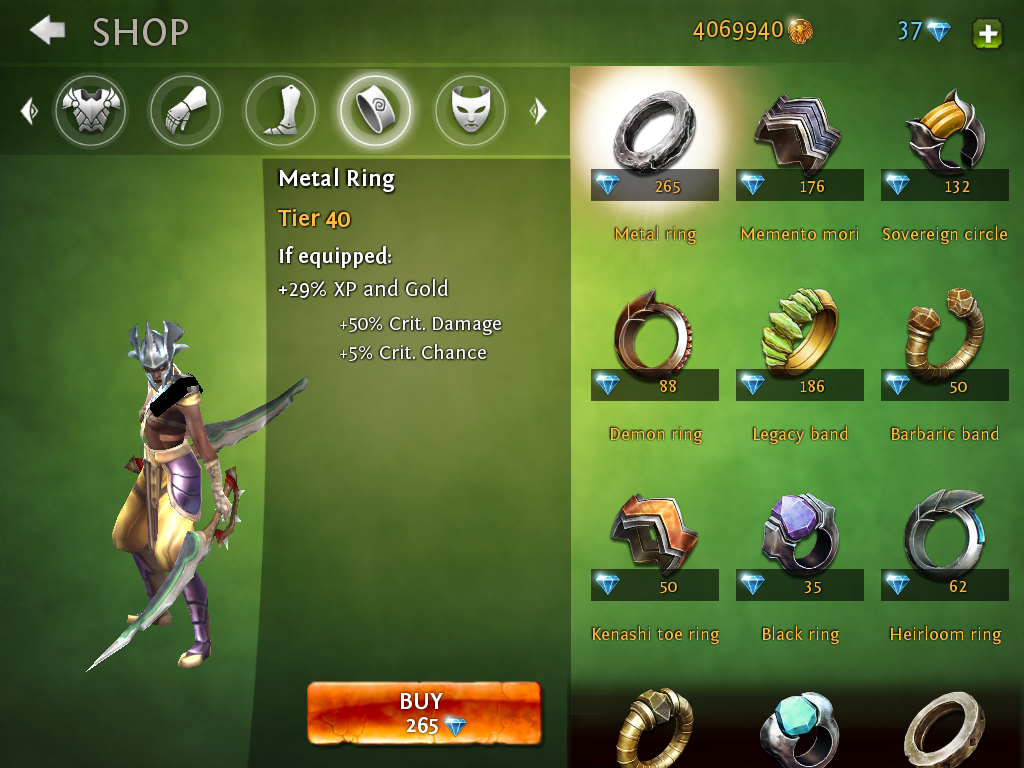 SHOP
4069940
37
Metal Ring
Tier 40
If equipped:
+29% XP and Gold
+50% Crit. Damage
+5% Crit. Chance
BUY
265
265
176
132
Metal ring
Memento mori
Sovereign circle
88
186
50
Demon ring
Legacy band
Barbaric band
50
35
62
Kenashi toe ring
Black ring
Heirloom ring